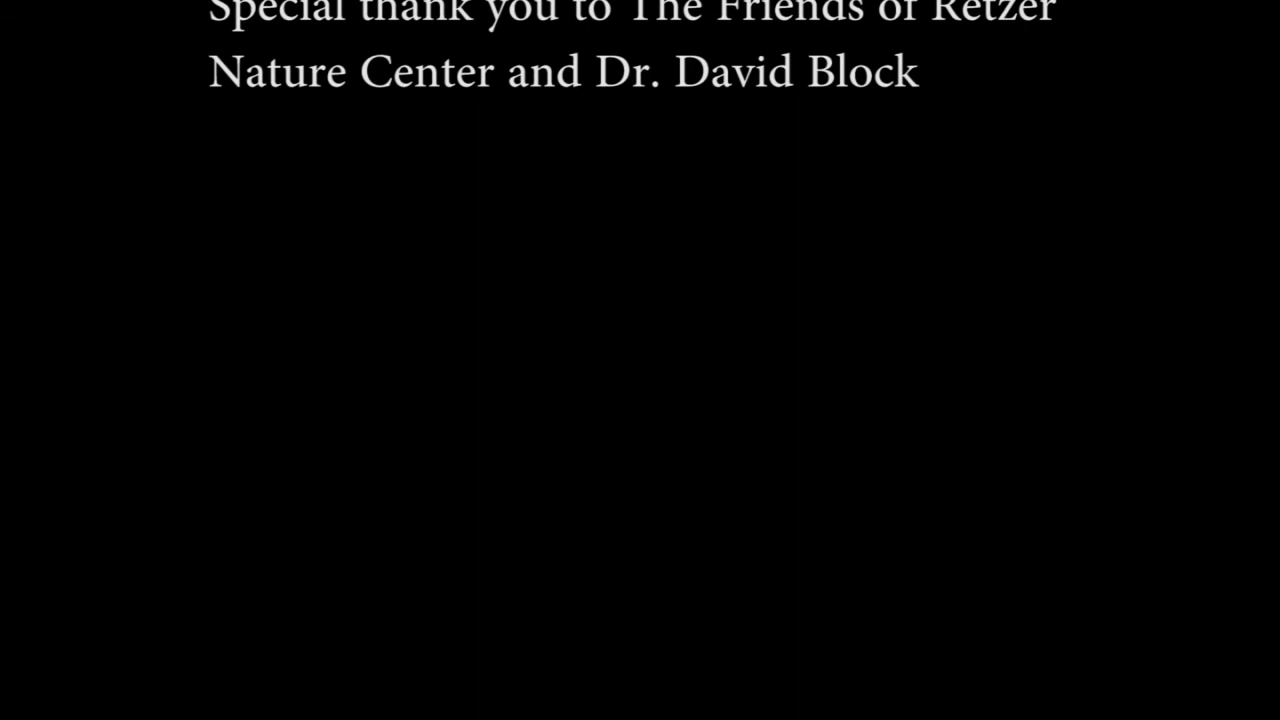 Special thank you to The Friends of Retzer
Nature Center and Dr. David Block